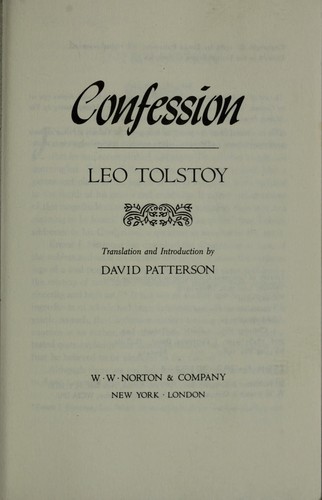 Confession
LEO TOLSTOY
Translation and Introduction by
DAVID PATTERSON
W · W · NORTON & COMPANY
NEW YORK · LONDON